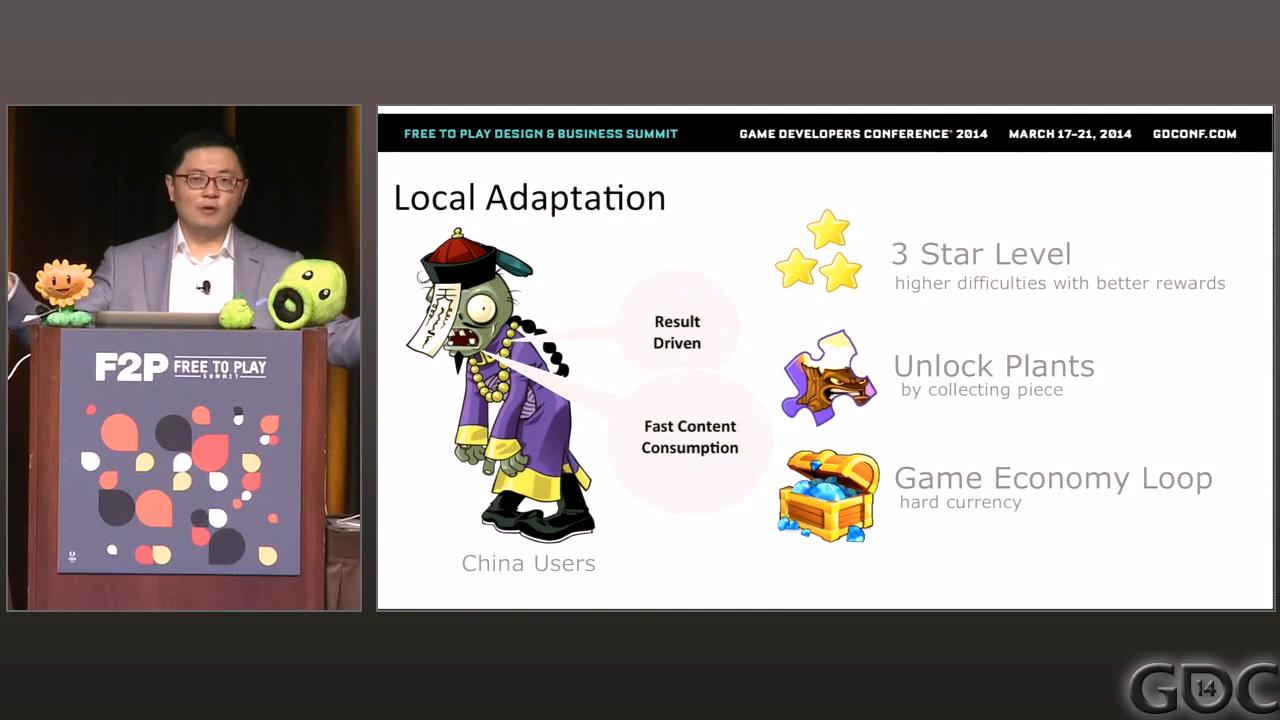 FREE TO PLAY DESIGN & BUSINESS SUMMIT
GAME DEVELOPERS CONFERENCE® 2014 MARCH 17–21, 2014 GDCONF.COM
Local Adaptation
3 Star Level
higher difficulties with better rewards
Result
Driven
Unlock Plants
by collecting piece
Fast Content
Consumption
Game Economy Loop
hard currency
China Users
F2P FREE TO PLAY
SUMMIT
GDC
14